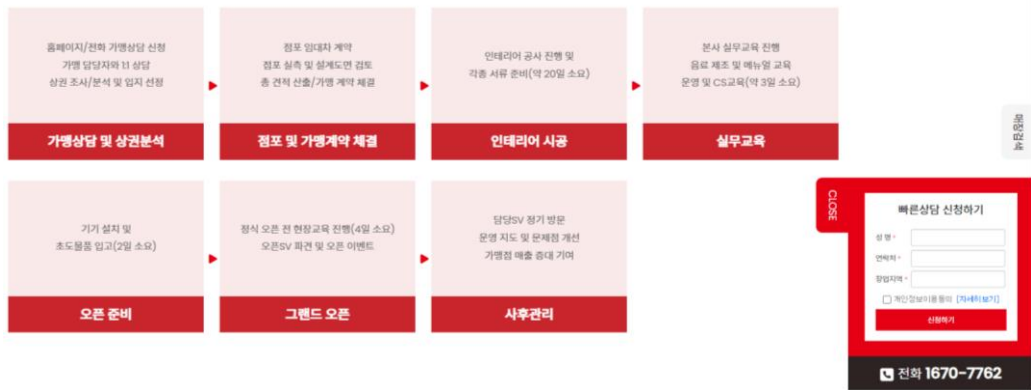 홈페이지/전화 가맹상담 신청
가맹 담당자와 1:1 상담
상권 조사/분석 및 입지 선정
가맹상담 및 상권분석
점포 임대차 계약
점포 실측 및 설계도면 검토
총 견적 산출/가맹 계약 체결
점포 및 가맹계약 체결
인테리어 공사 진행 및
각종 서류 준비(약 20일 소요)
인테리어 시공
본사 실무교육 진행
음료 제조 및 메뉴얼 교육
운영 및 CS교육(약 3일 소요)
실무교육
기기 설치 및
초도물품 입고(2일 소요)
오픈 준비
정식 오픈 전 현장교육 진행(4일 소요)
오픈SV 파견 및 오픈 이벤트
그랜드 오픈
담당SV 정기 방문
운영 지도 및 문제점 개선
가맹점 매출 증대 기여
사후관리
매장검색
CLOSE
빠른상담 신청하기
성 명 *
연락처 *
창업지역 *
개인정보이용동의 [자세히보기]
신청하기
전화 1670-7762